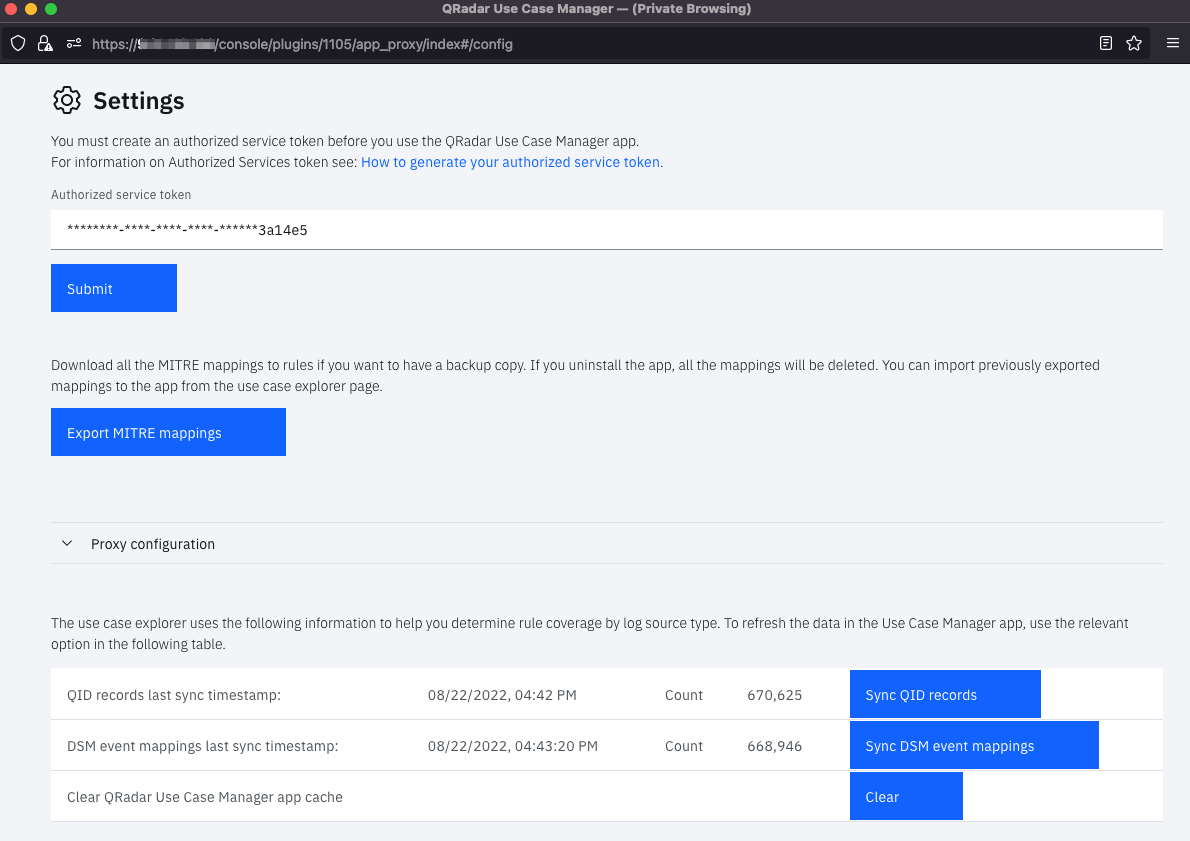 QRadar Use Case Manager — (Private Browsing)
https:// /console/plugins/1105/app_proxy/index#/config
Settings
You must create an authorized service token before you use the QRadar Use Case Manager app.
For information on Authorized Services token see: How to generate your authorized service token.
Authorized service token
********-****-****-****-******3a14e5
Submit
Download all the MITRE mappings to rules if you want to have a backup copy. If you uninstall the app, all the mappings will be deleted. You can import previously exported
mappings to the app from the use case explorer page.
Export MITRE mappings
Proxy configuration
The use case explorer uses the following information to help you determine rule coverage by log source type. To refresh the data in the Use Case Manager app, use the relevant
option in the following table.
QID records last sync timestamp: 08/22/2022, 04:42 PM Count 670,625 Sync QID records
DSM event mappings last sync timestamp: 08/22/2022, 04:43:20 PM Count 668,946 Sync DSM event mappings
Clear QRadar Use Case Manager app cache Clear